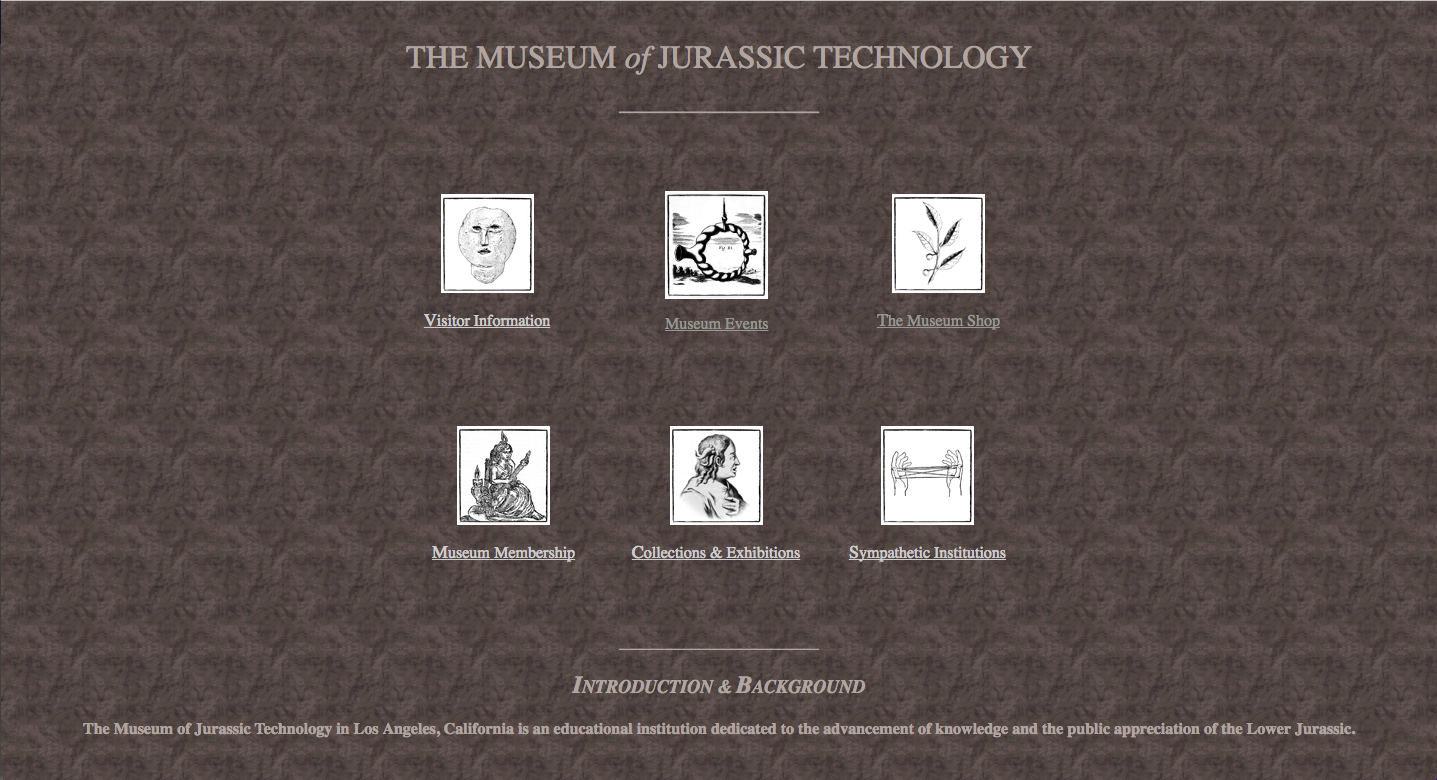 THE MUSEUM of JURASSIC TECHNOLOGY
Fig. 21
Visitor Information
Museum Events
The Museum Shop
Museum Membership
Collections & Exhibitions
Sympathetic Institutions
INTRODUCTION & BACKGROUND
The Museum of Jurassic Technology in Los Angeles, California is an educational institution dedicated to the advancement of knowledge and the public appreciation of the Lower Jurassic.